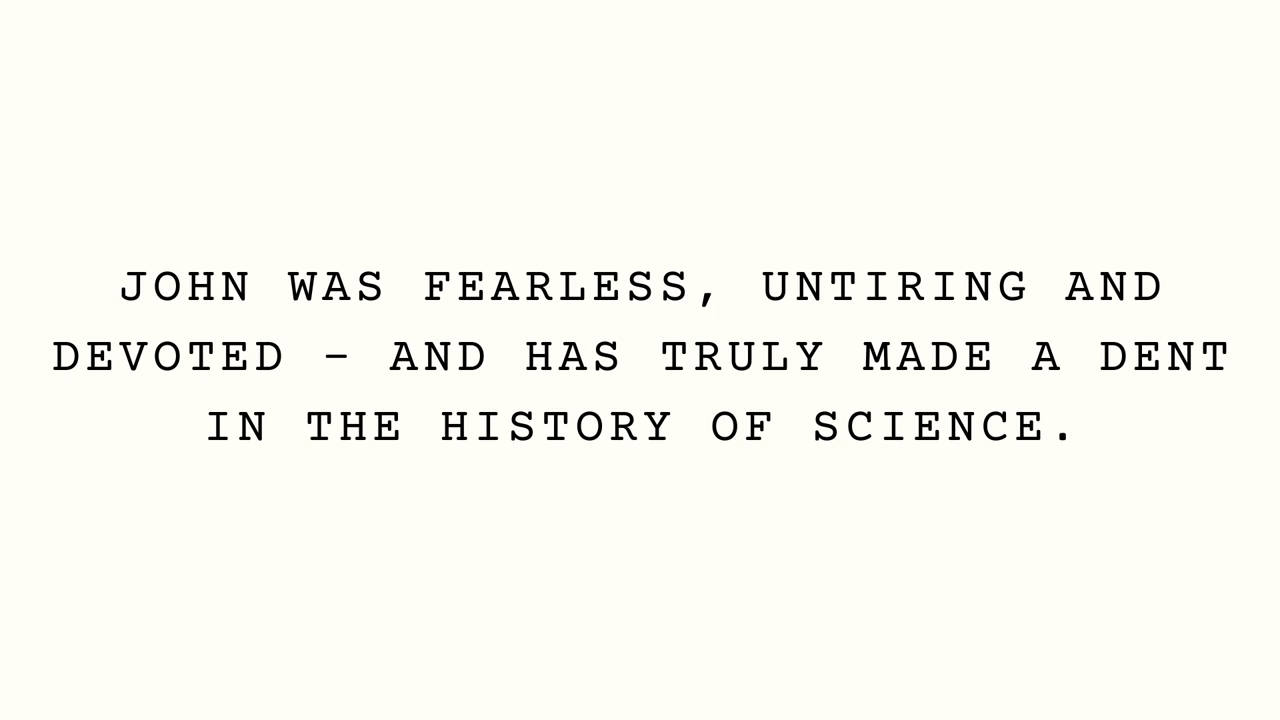 JOHN WAS FEARLESS, UNTIRING AND
DEVOTED – AND HAS TRULY MADE A DENT
IN THE HISTORY OF SCIENCE.